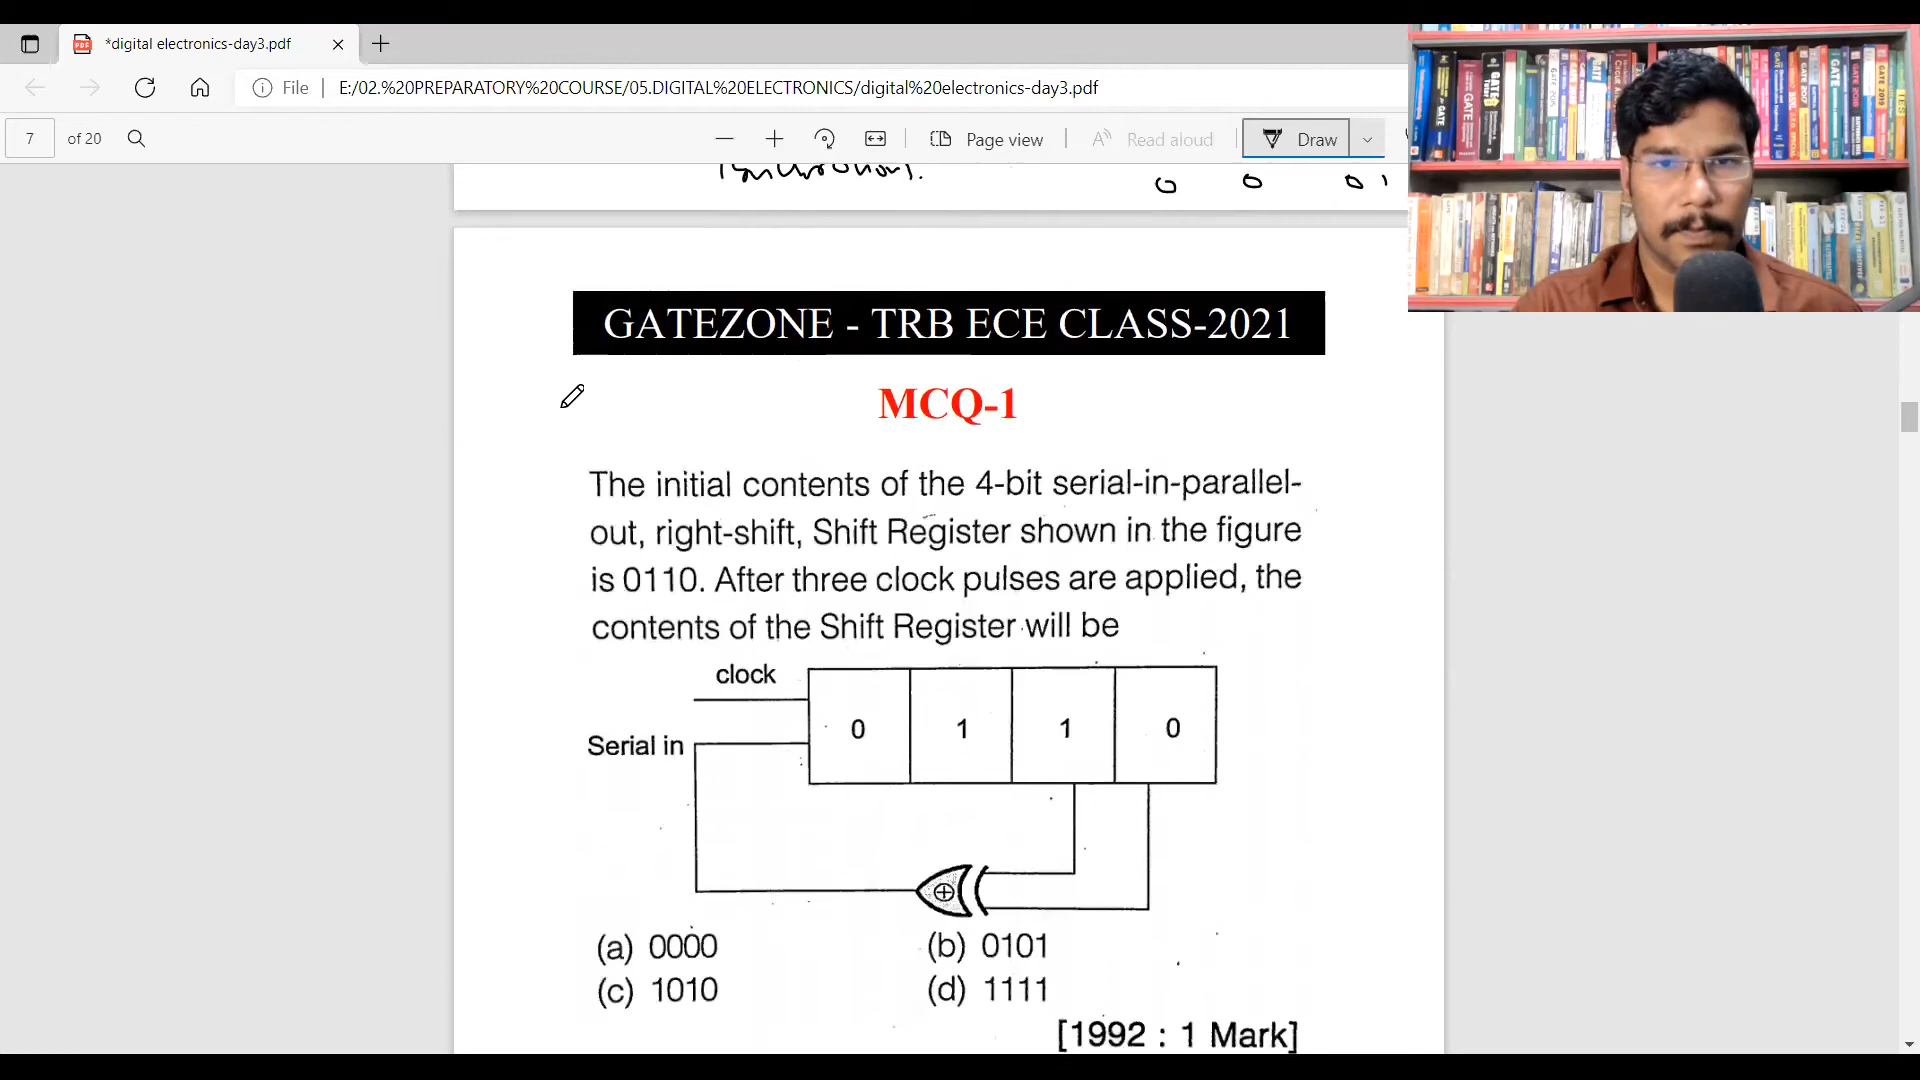 *digital electronics-day3.pdf
File E:/02.%20PREPARATORY%20COURSE/05.DIGITAL%20ELECTRONICS/digital%20electronics-day3.pdf
7 of 20 Page view Read aloud Draw
0 0 0 1
GATEZONE - TRB ECE CLASS-2021
MCQ-1
The initial contents of the 4-bit serial-in-parallel-
out, right-shift, Shift Register shown in the figure
is 0110. After three clock pulses are applied, the
contents of the Shift Register will be
clock
Serial in
0 1 1 0
(a) 0000 (b) 0101
(c) 1010 (d) 1111
[1992 : 1 Mark]